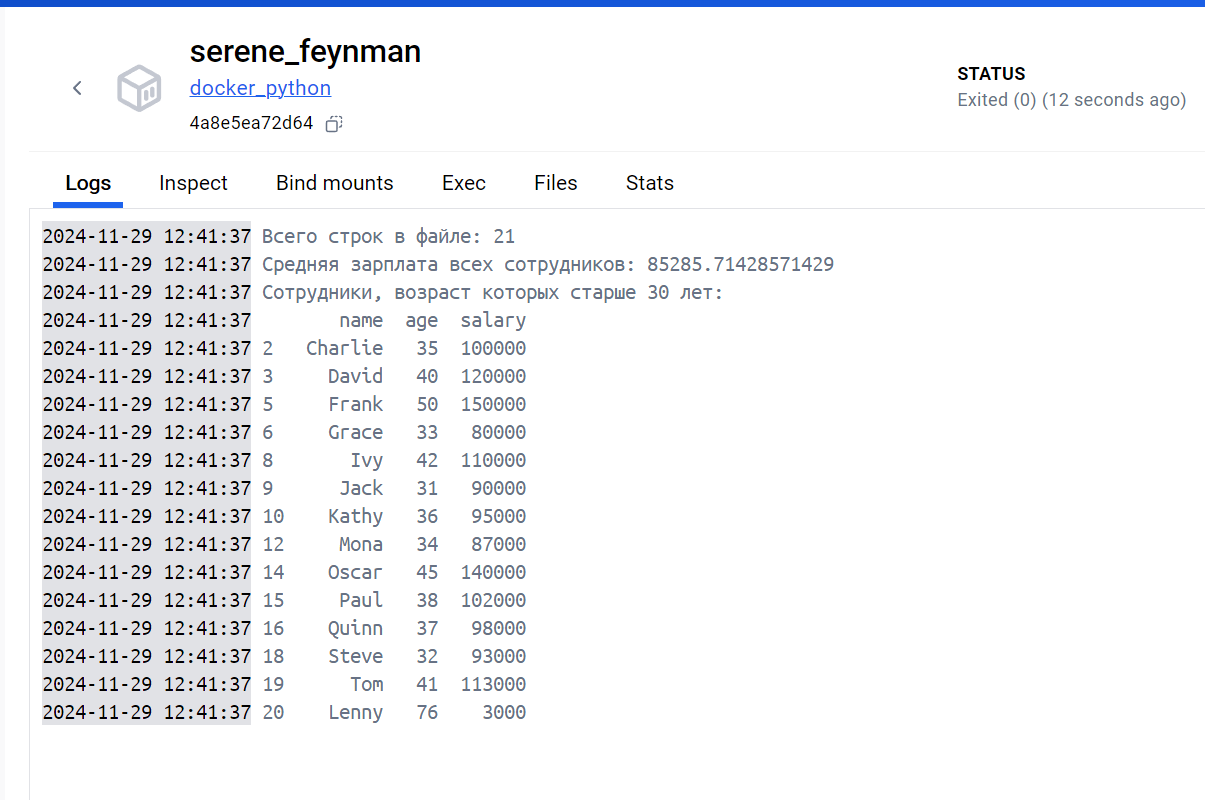 serene_feynman
docker_python
4a8e5ea72d64
STATUS
Exited (0) (12 seconds ago)
Logs Inspect Bind mounts Exec Files Stats
2024-11-29 12:41:37 Всего строк в файле: 21
2024-11-29 12:41:37 Средняя зарплата всех сотрудников: 85285.71428571429
2024-11-29 12:41:37 Сотрудники, возраст которых старше 30 лет:
2024-11-29 12:41:37        name  age  salary
2024-11-29 12:41:37 2   Charlie   35  100000
2024-11-29 12:41:37 3     David   40  120000
2024-11-29 12:41:37 5     Frank   50  150000
2024-11-29 12:41:37 6     Grace   33   80000
2024-11-29 12:41:37 8       Ivy   42  110000
2024-11-29 12:41:37 9      Jack   31   90000
2024-11-29 12:41:37 10    Kathy   36   95000
2024-11-29 12:41:37 12     Mona   34   87000
2024-11-29 12:41:37 14    Oscar   45  140000
2024-11-29 12:41:37 15     Paul   38  102000
2024-11-29 12:41:37 16    Quinn   37   98000
2024-11-29 12:41:37 18    Steve   32   93000
2024-11-29 12:41:37 19      Tom   41  113000
2024-11-29 12:41:37 20    Lenny   76    3000